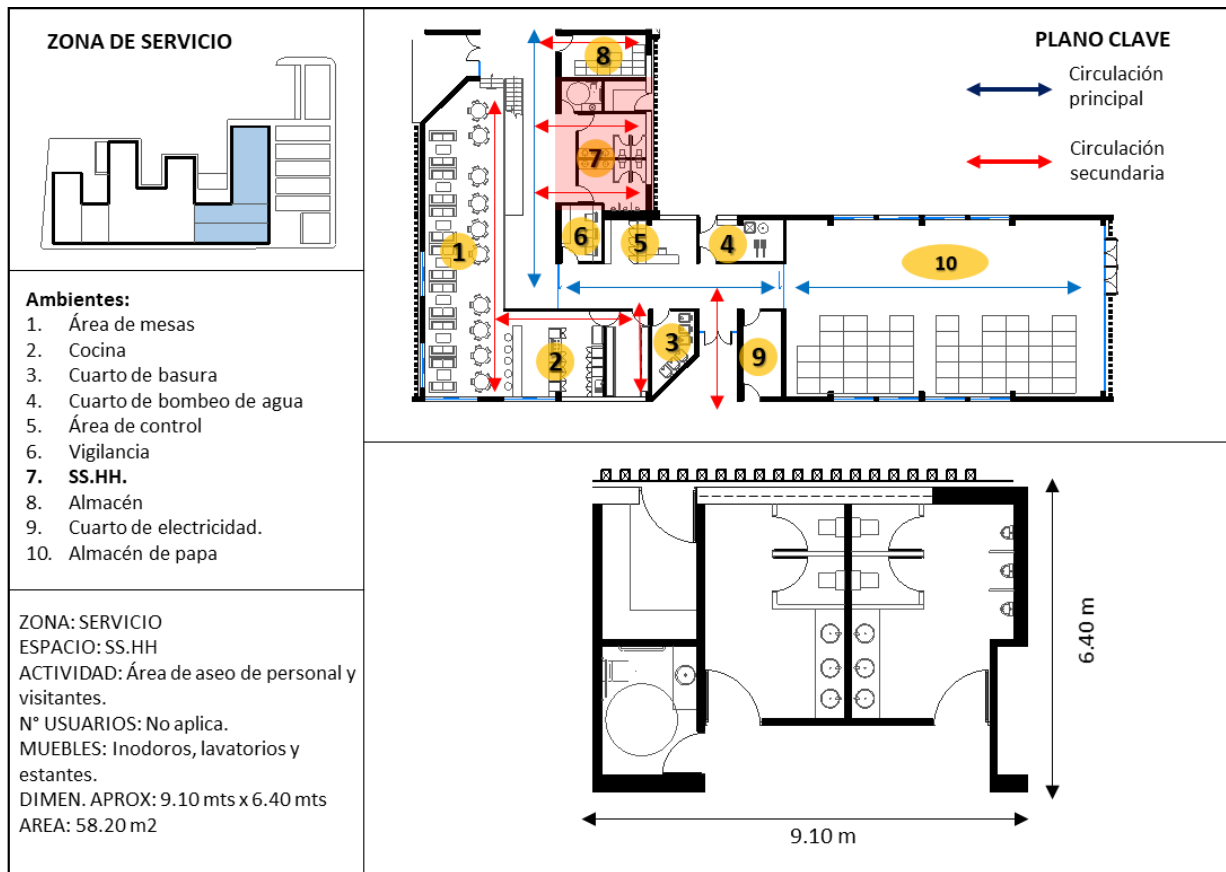 ZONA DE SERVICIO
Ambientes:
1. Área de mesas
2. Cocina
3. Cuarto de basura
4. Cuarto de bombeo de agua
5. Área de control
6. Vigilancia
7. SS.HH.
8. Almacén
9. Cuarto de electricidad.
10. Almacén de papa
ZONA: SERVICIO
ESPACIO: SS.HH
ACTIVIDAD: Área de aseo de personal y
visitantes.
N° USUARIOS: No aplica.
MUEBLES: Inodoros, lavatorios y
estantes.
DIMEN. APROX: 9.10 mts x 6.40 mts
AREA: 58.20 m2
PLANO CLAVE
Circulación
principal
Circulación
secundaria
8
7
6
5
4
1
10
3
2
9
6.40 m
9.10 m